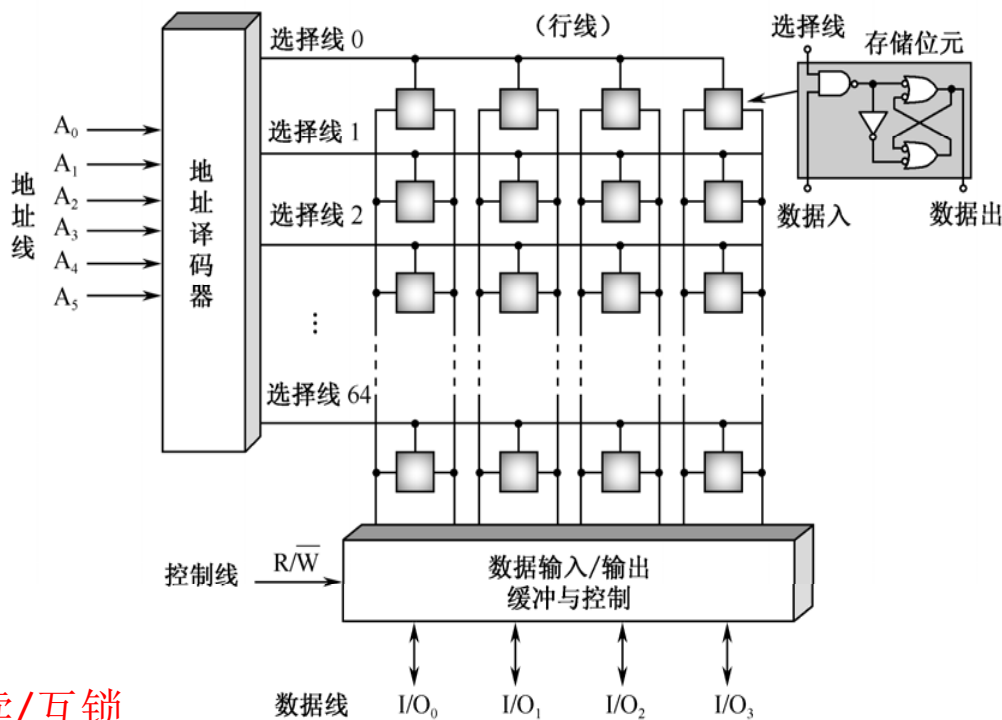 选择线 0
（行线）
选择线
存储位元
A₀
选择线 1
A₁
A₂
地址线
地址译码器
选择线 2
数据入
数据出
A₃
A₄
A₅
⋮
选择线 64
控制线
R/W̅
数据输入/输出
缓冲与控制
/互锁
数据线
I/O₀
I/O₁
I/O₂
I/O₃